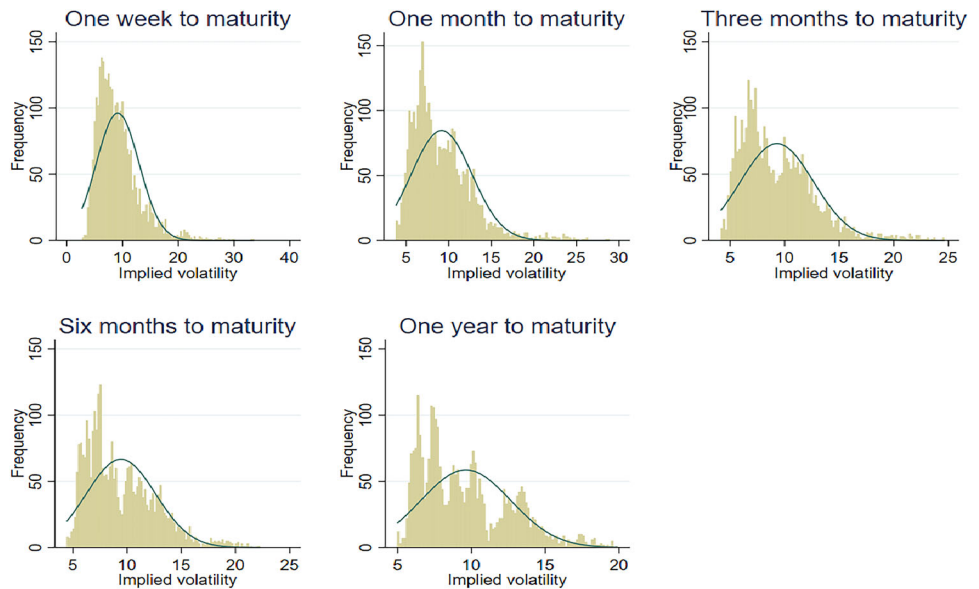 One week to maturity
150
100
50
0
Frequency
0 10 20 30 40
Implied volatility
One month to maturity
150
100
50
0
Frequency
5 10 15 20 25 30
Implied volatility
Three months to maturity
150
100
50
0
Frequency
5 10 15 20 25
Implied volatility
Six months to maturity
150
100
50
0
Frequency
5 10 15 20 25
Implied volatility
One year to maturity
150
100
50
0
Frequency
5 10 15 20
Implied volatility